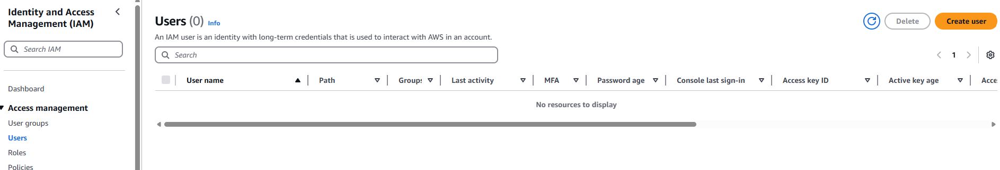 Identity and Access
Management (IAM)
Search IAM
Dashboard
Access management
User groups
Users
Roles
Policies
Users (0) Info
Delete
Create user
An IAM user is an identity with long-term credentials that is used to interact with AWS in an account.
Search
1
User name Path Groups Last activity MFA Password age Console last sign-in Access key ID Active key age Acce
No resources to display